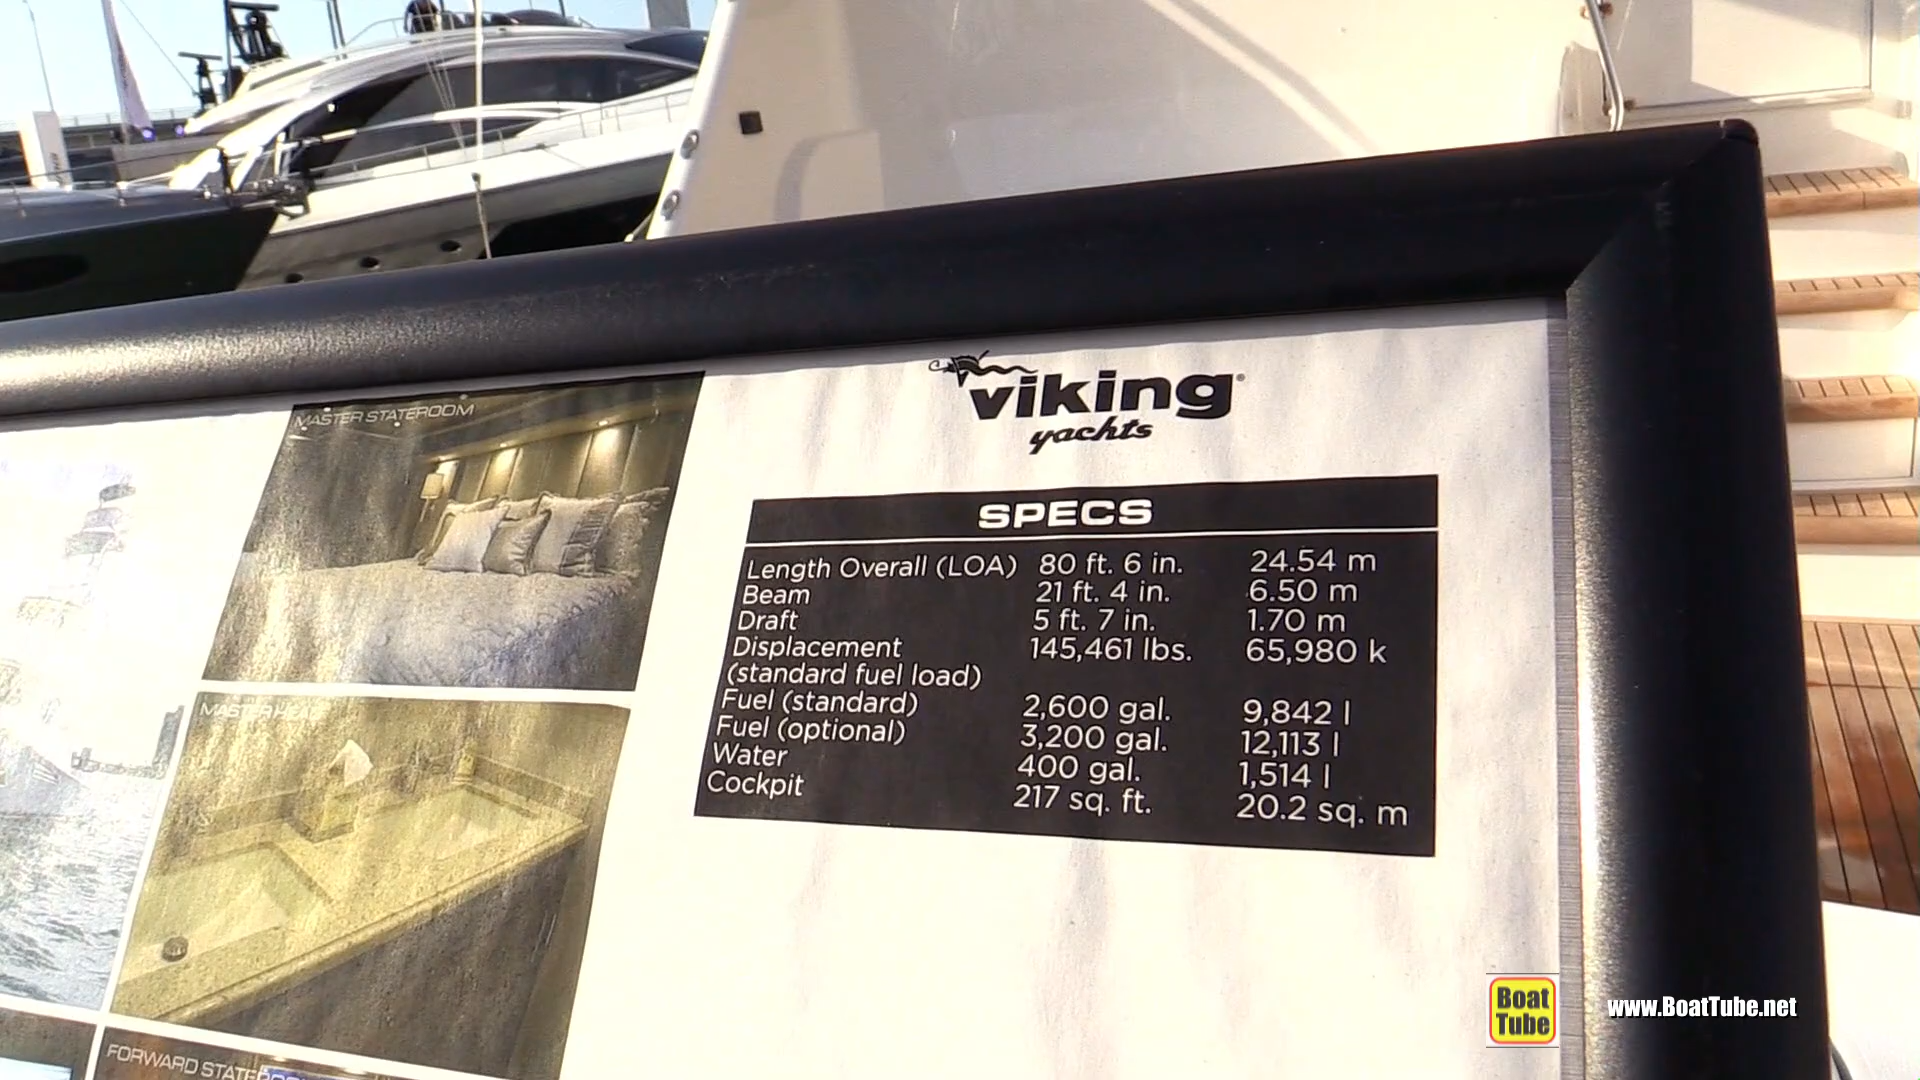 MASTER STATEROOM
MASTER HEAD
FORWARD STATEROOM
viking
yachts
SPECS
Length Overall (LOA) 80 ft. 6 in. 24.54 m
Beam 21 ft. 4 in. 6.50 m
Draft 5 ft. 7 in. 1.70 m
Displacement 145,461 lbs. 65,980 k
(standard fuel load)
Fuel (standard) 2,600 gal. 9,842 l
Fuel (optional) 3,200 gal. 12,113 l
Water 400 gal. 1,514 l
Cockpit 217 sq. ft. 20.2 sq. m
Boat
Tube
www.BoatTube.net